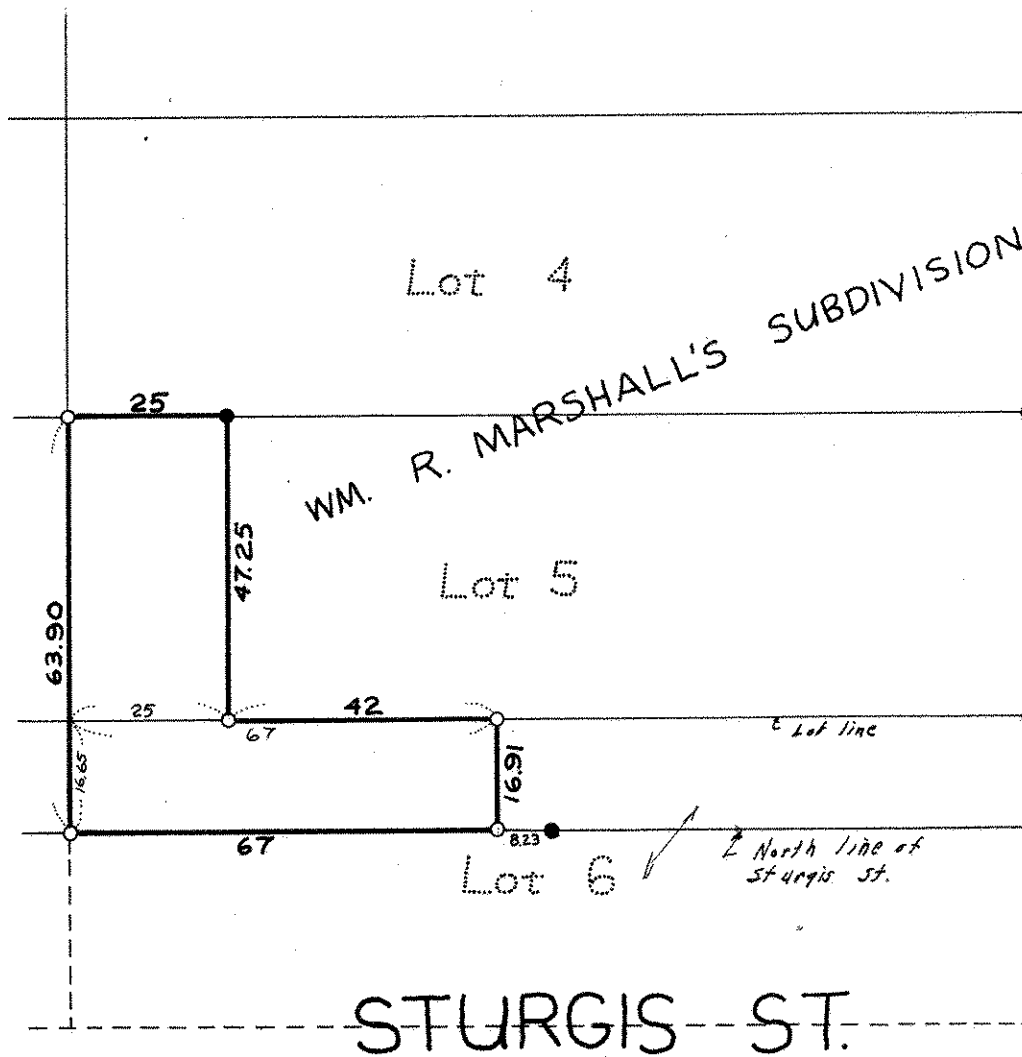 Lot 4
WM. R. MARSHALL'S SUBDIVISION
25
47.25
63.90
Lot 5
25
67
42
Lot line
16.65
16.91
67
8.23
North line of
Sturgis St.
Lot 6
STURGIS ST.